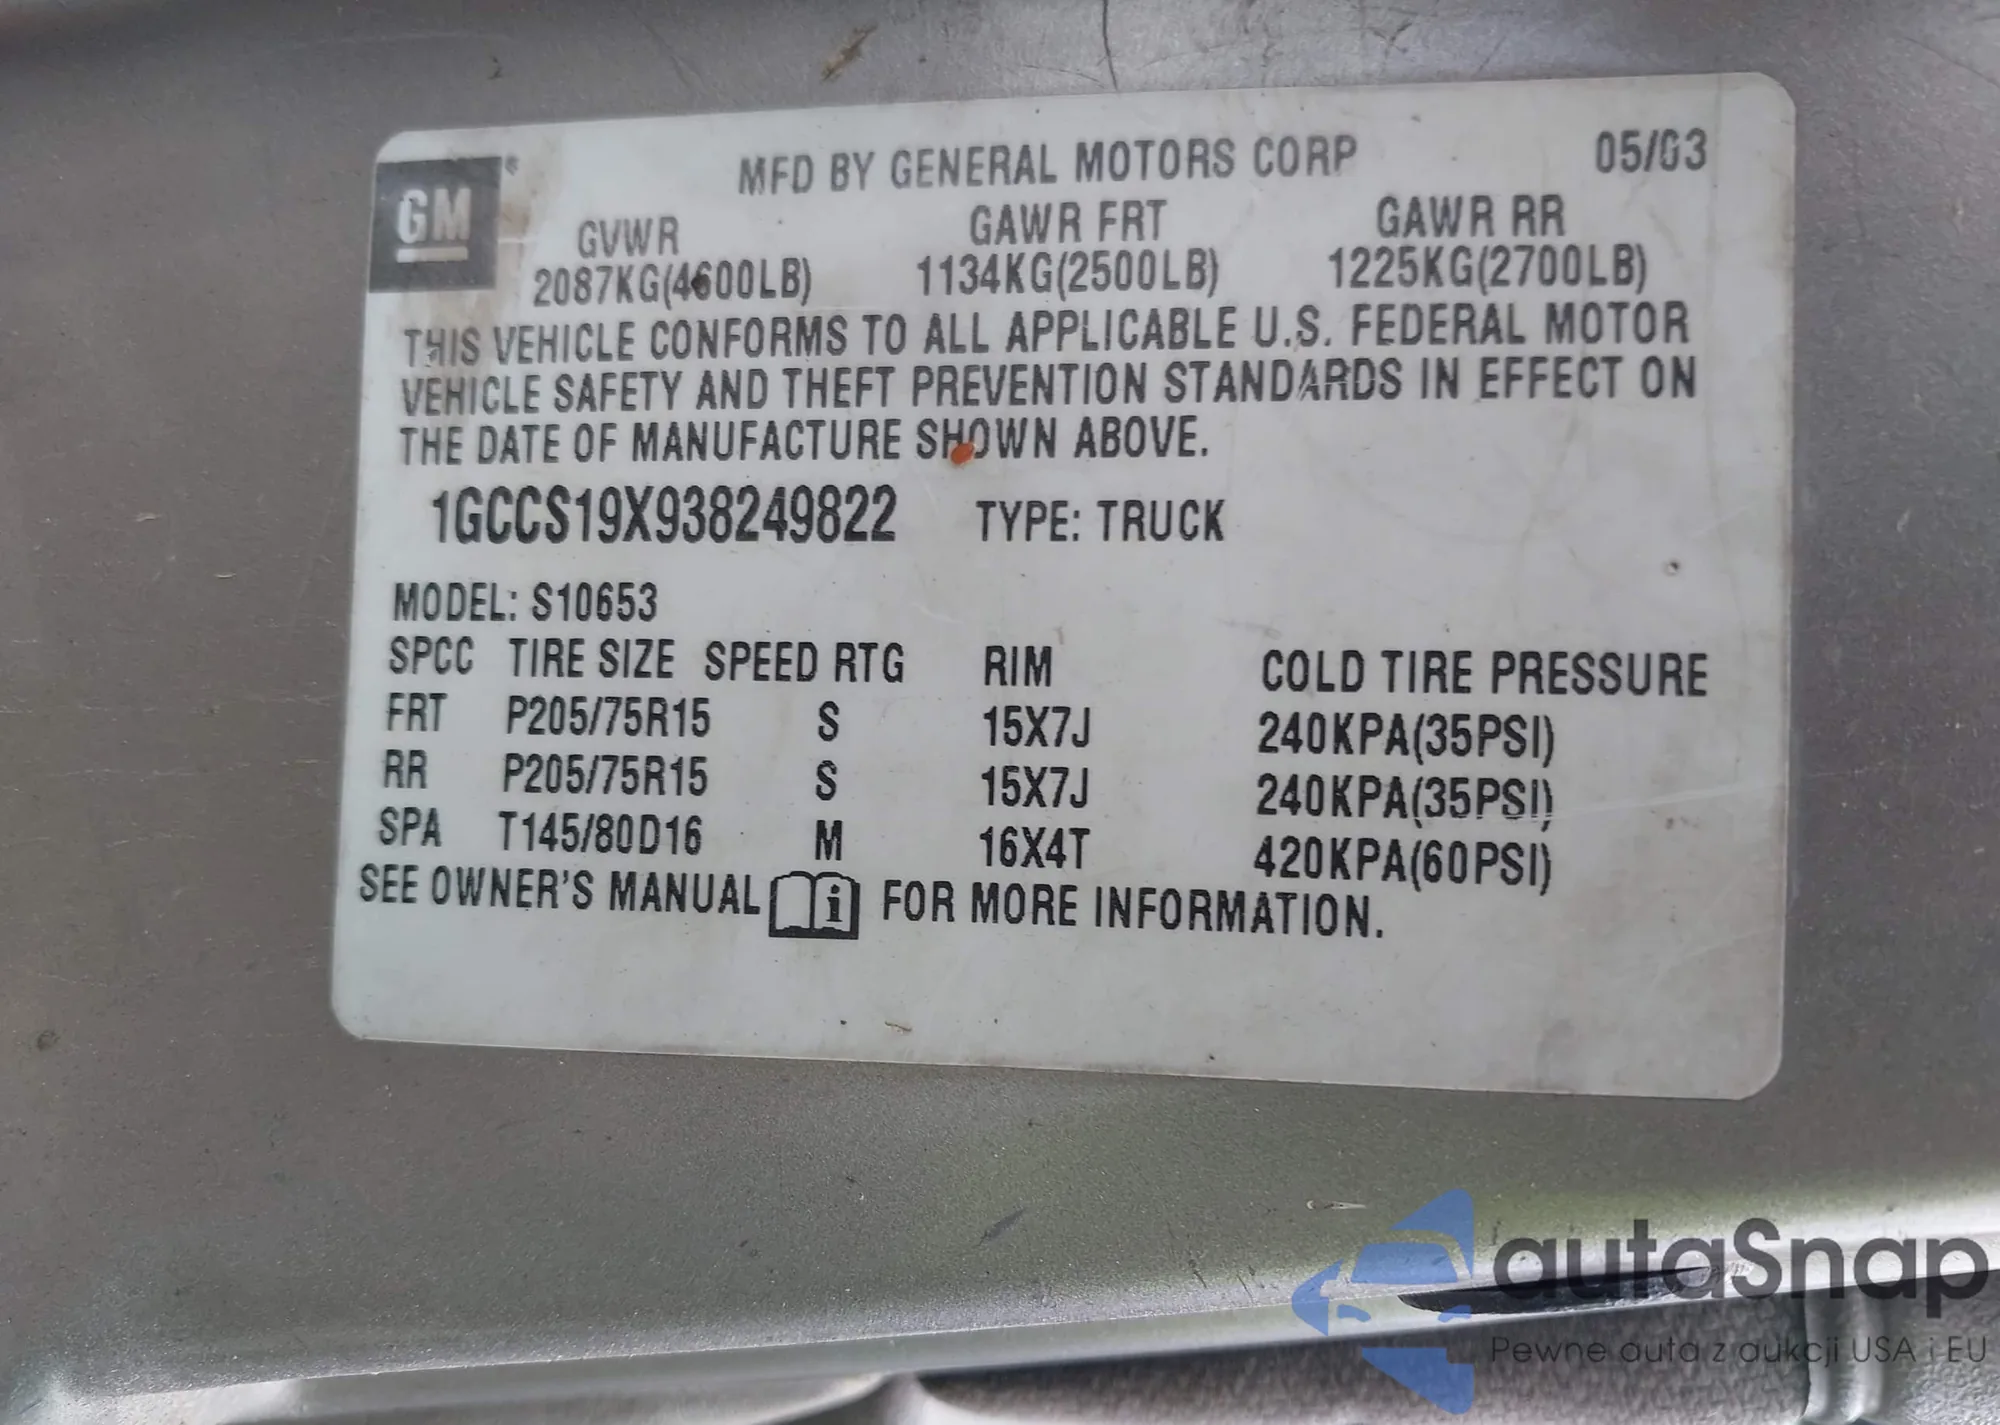 GM
MFD BY GENERAL MOTORS CORP 05/03
GVWR GAWR FRT GAWR RR
2087KG(4600LB) 1134KG(2500LB) 1225KG(2700LB)
THIS VEHICLE CONFORMS TO ALL APPLICABLE U.S. FEDERAL MOTOR
VEHICLE SAFETY AND THEFT PREVENTION STANDARDS IN EFFECT ON
THE DATE OF MANUFACTURE SHOWN ABOVE.
1GCCS19X938249822 TYPE: TRUCK
MODEL: S10653
SPCC TIRE SIZE SPEED RTG RIM COLD TIRE PRESSURE
FRT P205/75R15 S 15X7J 240KPA(35PSI)
RR P205/75R15 S 15X7J 240KPA(35PSI)
SPA T145/80D16 M 16X4T 420KPA(60PSI)
SEE OWNER'S MANUAL i FOR MORE INFORMATION.
autaSnap
Pewne auta z aukcji USA i EU